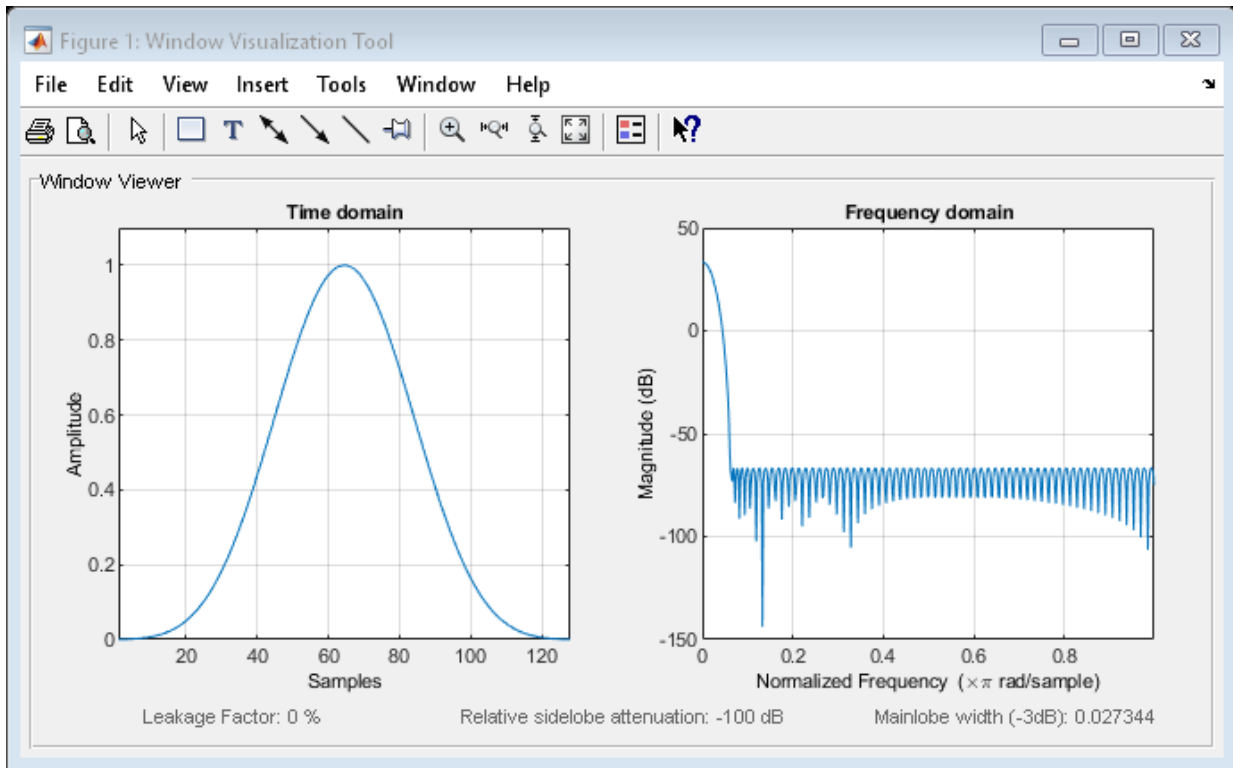 Figure 1: Window Visualization Tool
File Edit View Insert Tools Window Help
T
?
Window Viewer
Time domain
1
0.8
0.6
0.4
0.2
0
Amplitude
20 40 60 80 100 120
Samples
Frequency domain
50
0
-50
-100
-150
Magnitude (dB)
0 0.2 0.4 0.6 0.8
Normalized Frequency (×π rad/sample)
Leakage Factor: 0 % Relative sidelobe attenuation: -100 dB Mainlobe width (-3dB): 0.027344